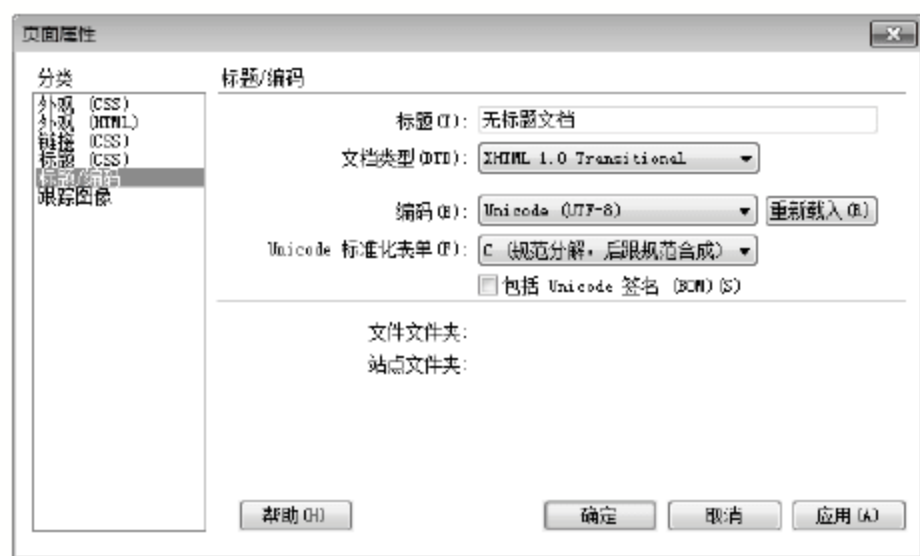 页面属性
分类
外观 (CSS)
外观 (HTML)
链接 (CSS)
标题 (CSS)
标题/编码
跟踪图像
标题/编码
标题(T): 无标题文档
文档类型(DTD): XHTML 1.0 Transitional
编码(E): Unicode (UTF-8) 重新载入(R)
Unicode 标准化表单(F): C (规范分解，后跟规范合成)
包括 Unicode 签名 (BOM)(S)
文件文件夹:
站点文件夹:
帮助(H) 确定 取消 应用(A)